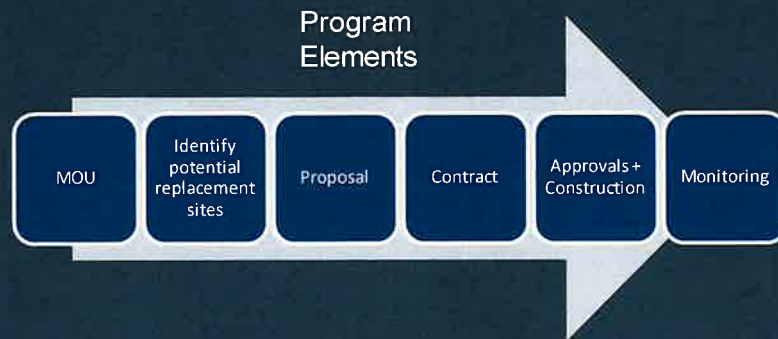 Program
Elements
MOU
Identify
potential
replacement
sites
Proposal
Contract
Approvals +
Construction
Monitoring